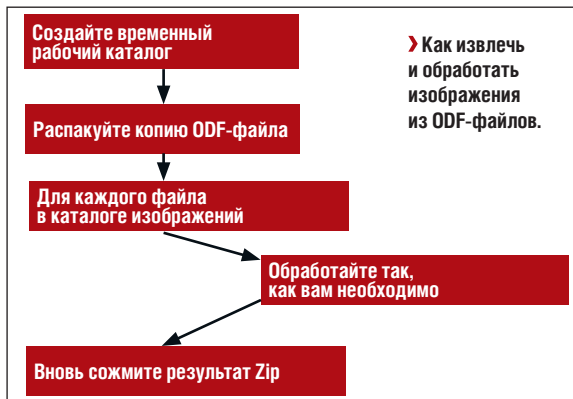 Создайте временный
рабочий каталог
❯ Как извлечь
и обработать
изображения
из ODF-файлов.
Распакуйте копию ODF-файла
Для каждого файла
в каталоге изображений
Обработайте так,
как вам необходимо
Вновь сожмите результат Zip